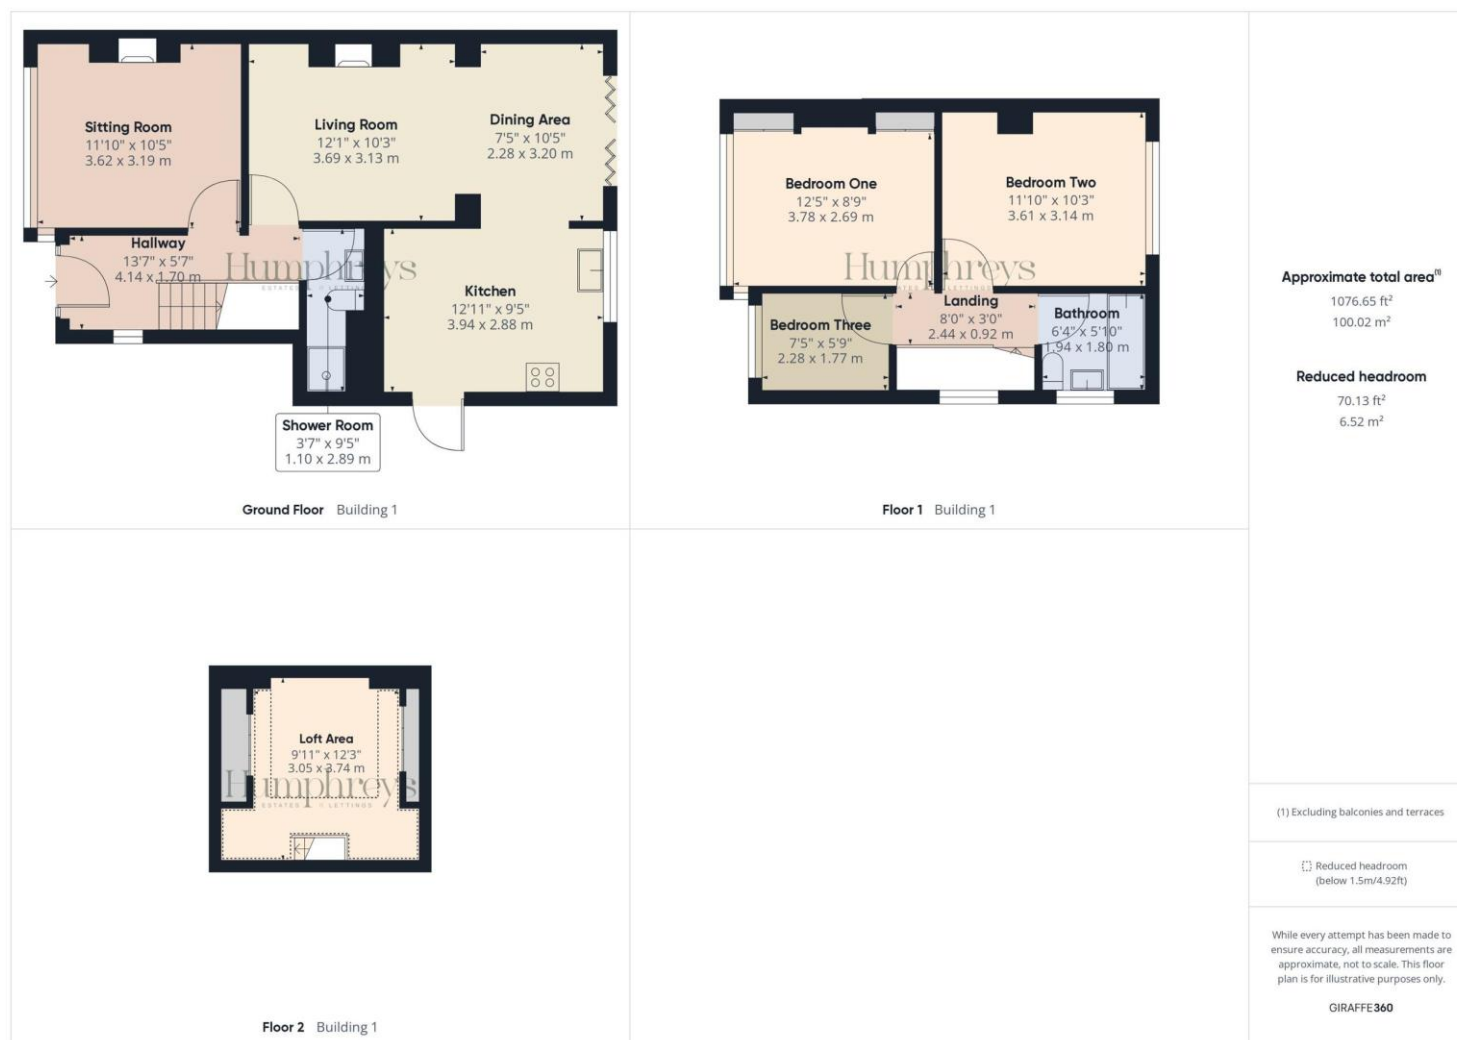 Sitting Room
11'10" x 10'5"
3.62 x 3.19 m
Living Room
12'1" x 10'3"
3.69 x 3.13 m
Dining Area
7'5" x 10'5"
2.28 x 3.20 m
Hallway
13'7" x 5'7"
4.14 x 1.70 m
Humphreys
ESTATES & LETTINGS
Kitchen
12'11" x 9'5"
3.94 x 2.88 m
Shower Room
3'7" x 9'5"
1.10 x 2.89 m
Ground Floor Building 1
Bedroom One
12'5" x 8'9"
3.78 x 2.69 m
Bedroom Two
11'10" x 10'3"
3.61 x 3.14 m
Humphreys
ESTATES & LETTINGS
Bedroom Three
7'5" x 5'9"
2.28 x 1.77 m
Landing
8'0" x 3'0"
2.44 x 0.92 m
Bathroom
6'4" x 5'10"
1.94 x 1.80 m
Floor 1 Building 1
Approximate total area(1)
1076.65 ft²
100.02 m²
Reduced headroom
70.13 ft²
6.52 m²
Loft Area
9'11" x 12'3"
3.05 x 3.74 m
Humphreys
ESTATES & LETTINGS
Floor 2 Building 1
(1) Excluding balconies and terraces
Reduced headroom
(below 1.5m/4.92ft)
While every attempt has been made to
ensure accuracy, all measurements are
approximate, not to scale. This floor
plan is for illustrative purposes only.
GIRAFFE360